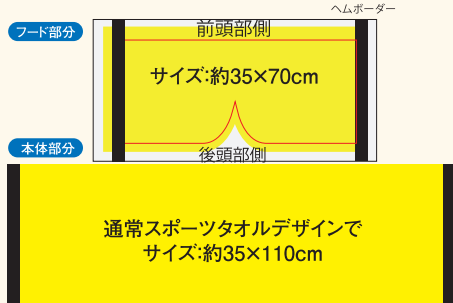 ヘムボーダー
フード部分
前頭部側
サイズ:約35×70cm
本体部分
後頭部側
通常スポーツタオルデザインで
サイズ:約35×110cm